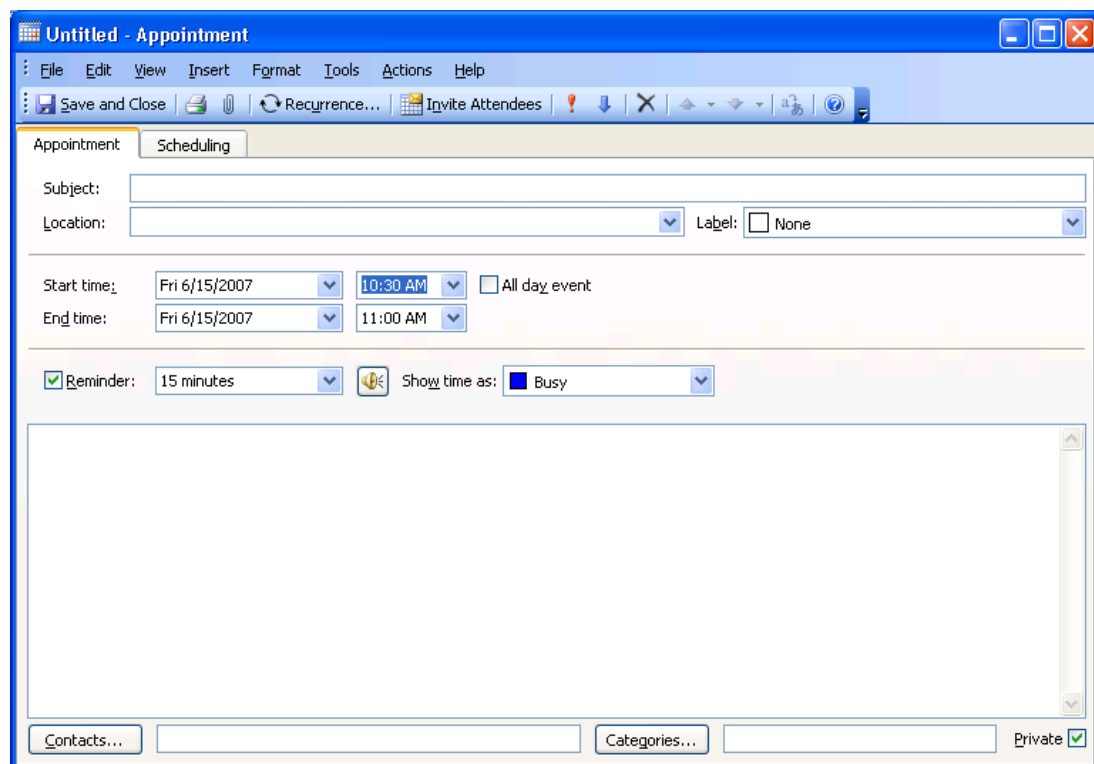 Untitled - Appointment
File Edit View Insert Format Tools Actions Help
Save and Close Recurrence... Invite Attendees
Appointment Scheduling
Subject:
Location: Label: None
Start time: Fri 6/15/2007 10:30 AM All day event
End time: Fri 6/15/2007 11:00 AM
Reminder: 15 minutes Show time as: Busy
Contacts... Categories... Private